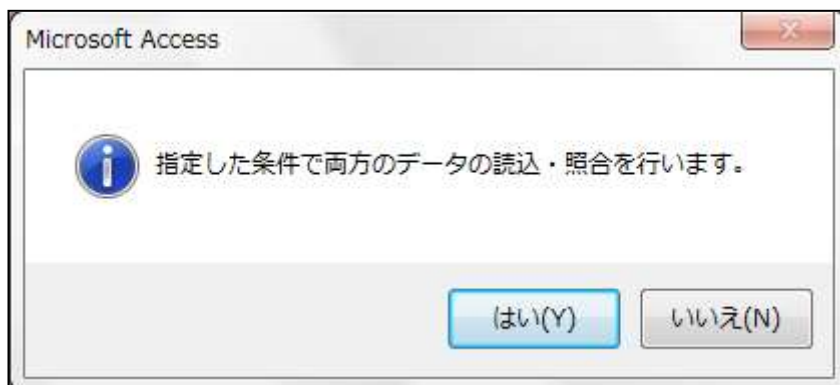 Microsoft Access
指定した条件で両方のデータの読込・照合を行います。
はい(Y)
いいえ(N)